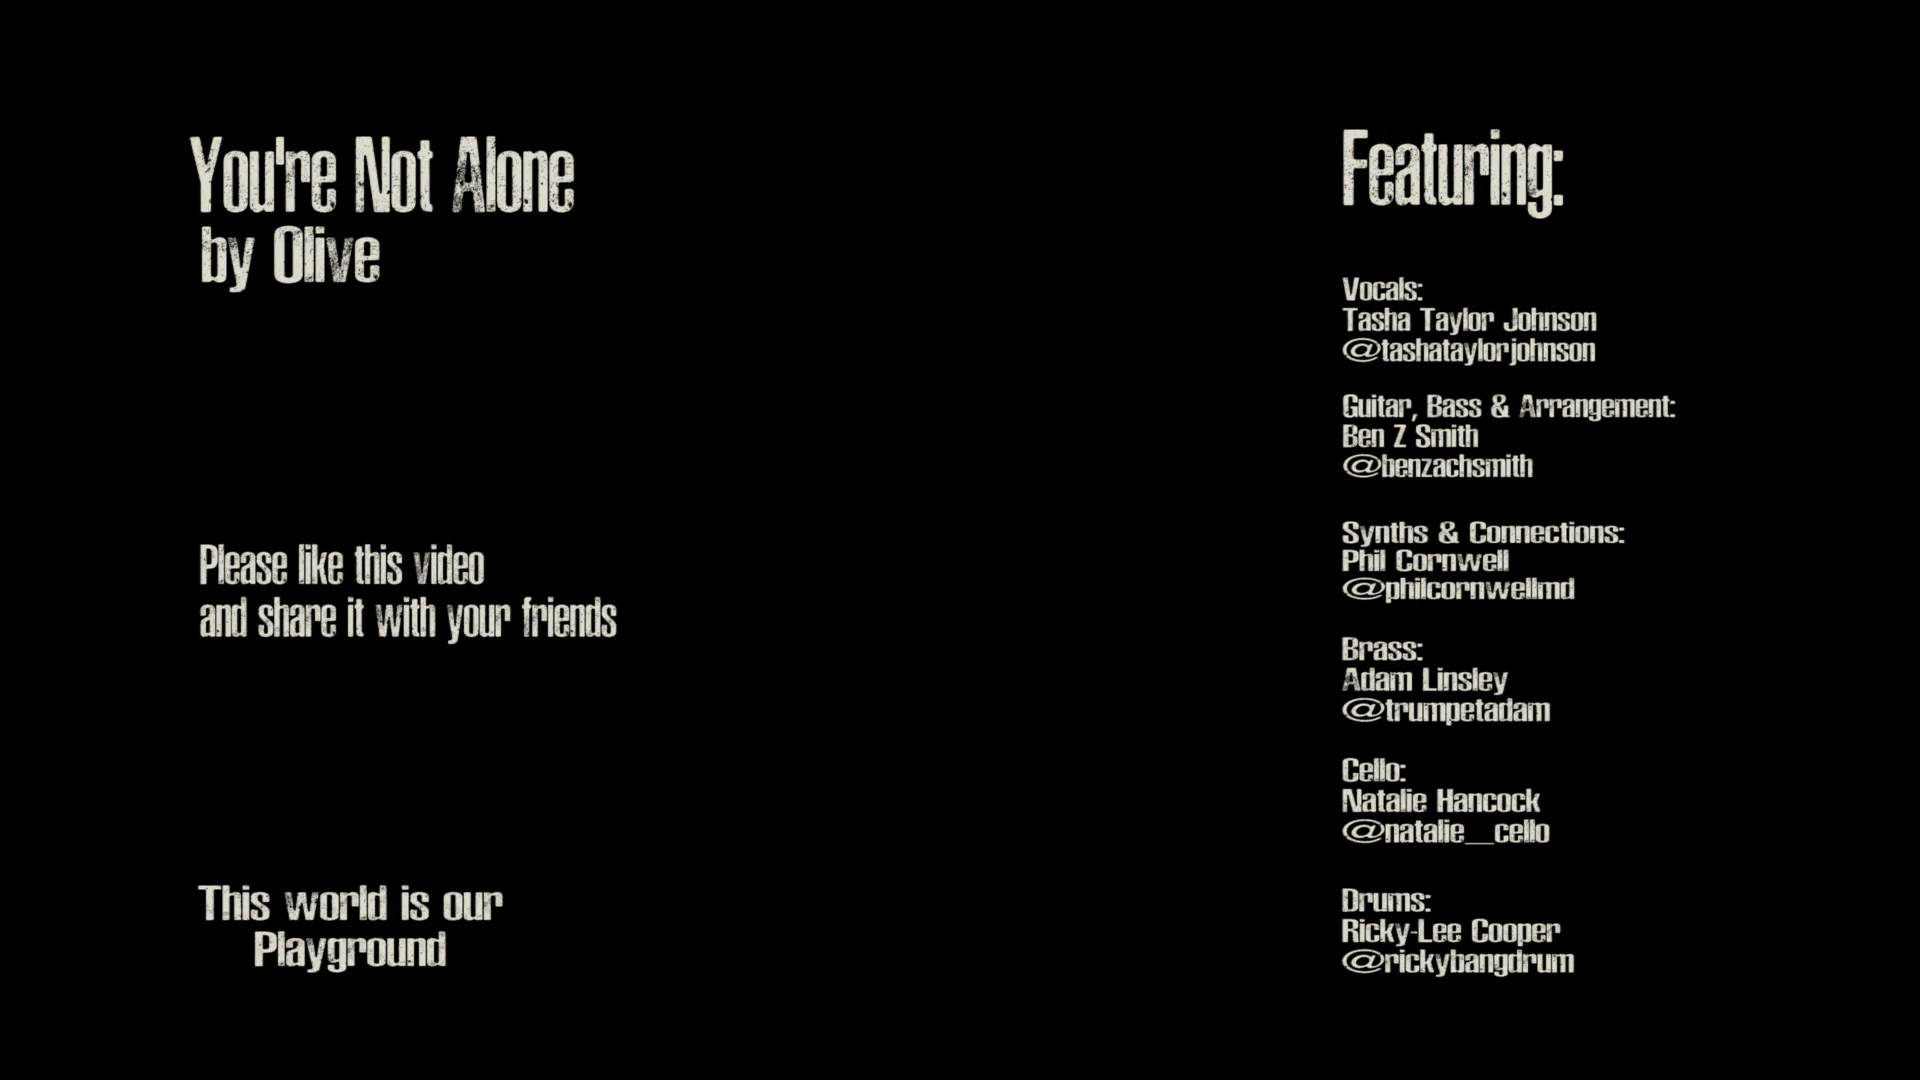 You're Not Alone
by Olive
Please like this video
and share it with your friends
This world is our
Playground
Featuring:
Vocals:
Tasha Taylor Johnson
@tashataylorjohnson
Guitar, Bass & Arrangement:
Ben Z Smith
@benzachsmith
Synths & Connections:
Phil Cornwell
@philcornwellmd
Brass:
Adam Linsley
@trumpetadam
Cello:
Natalie Hancock
@natalie__cello
Drums:
Ricky-Lee Cooper
@rickybangdrum